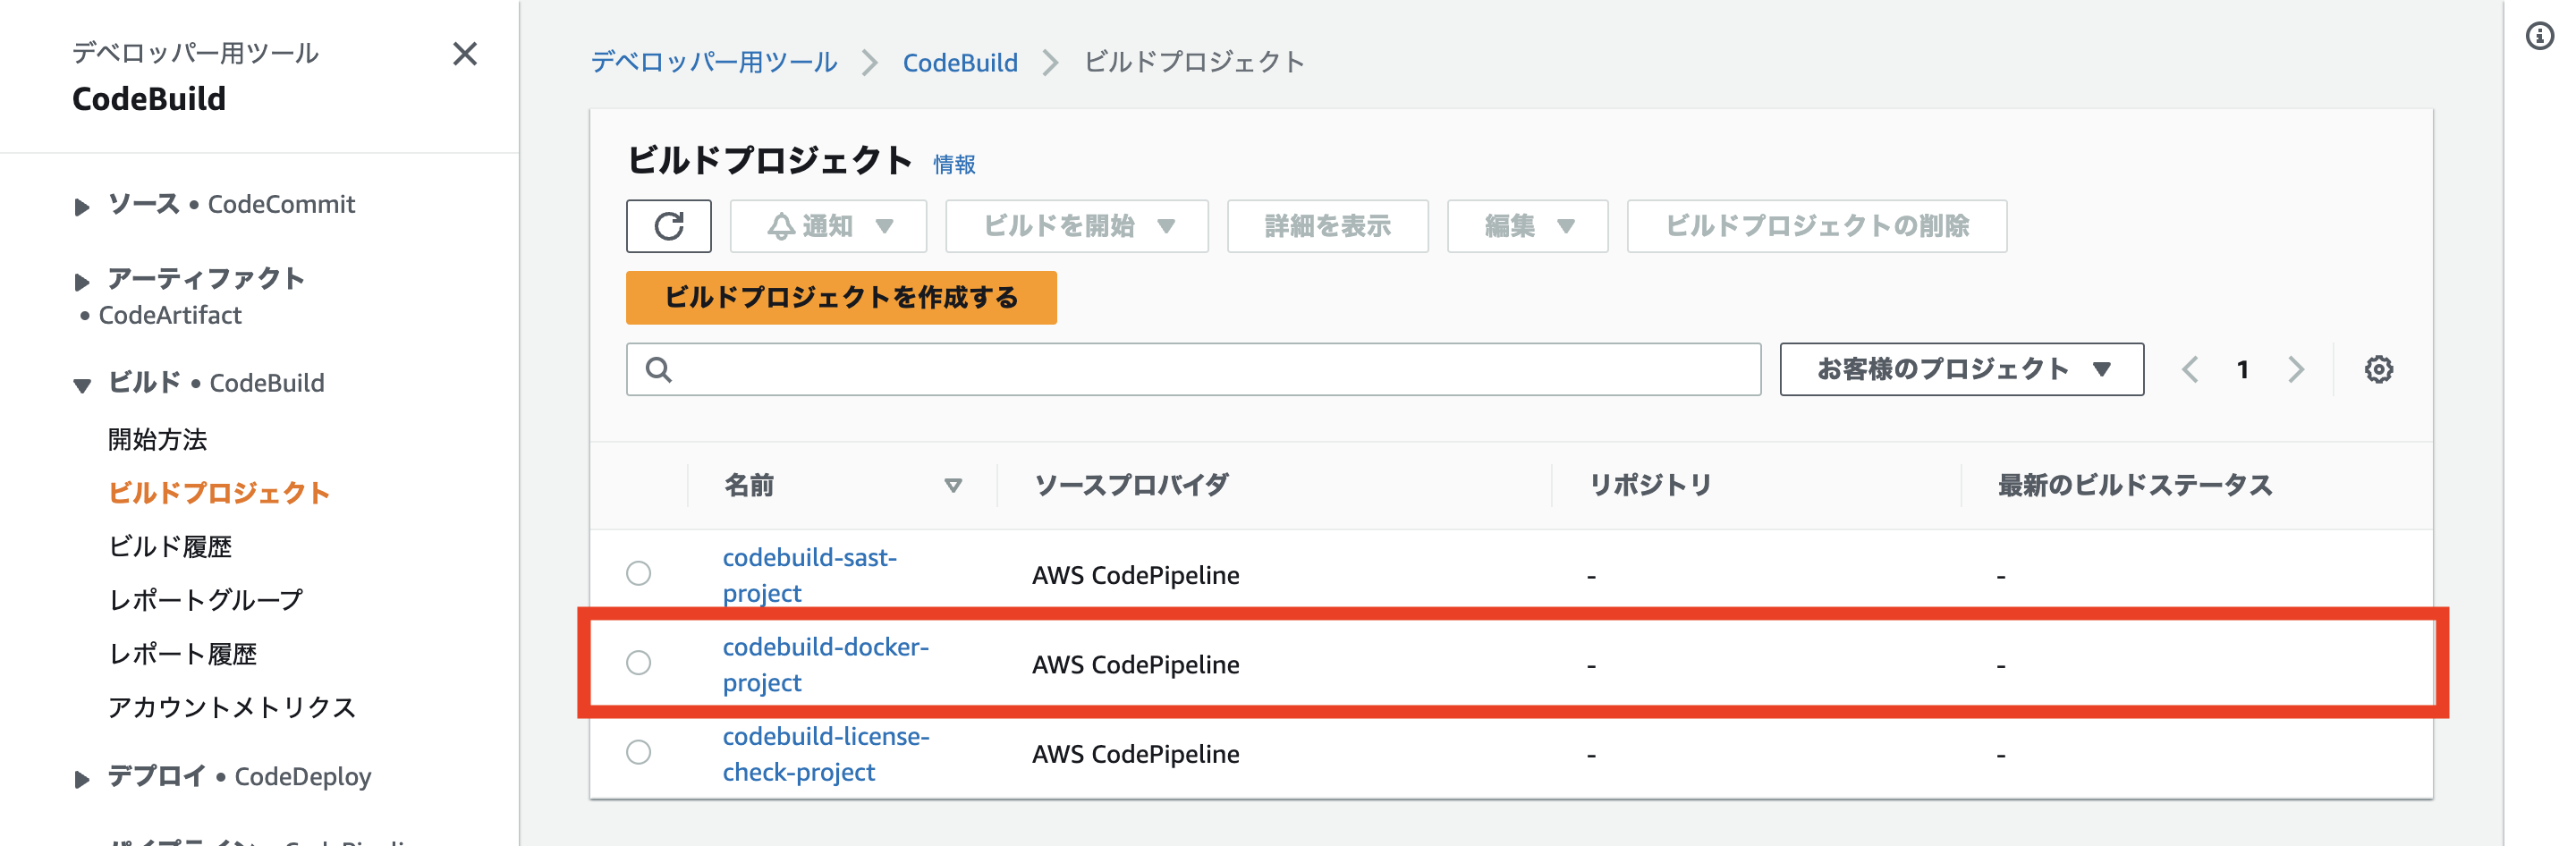 デベロッパー用ツール
CodeBuild
ソース • CodeCommit
アーティファクト
• CodeArtifact
ビルド • CodeBuild
開始方法
ビルドプロジェクト
ビルド履歴
レポートグループ
レポート履歴
アカウントメトリクス
デプロイ • CodeDeploy
デベロッパー用ツール CodeBuild ビルドプロジェクト
ビルドプロジェクト 情報
通知 ビルドを開始 詳細を表示 編集 ビルドプロジェクトの削除
ビルドプロジェクトを作成する
お客様のプロジェクト 1
名前 ソースプロバイダ リポジトリ 最新のビルドステータス
codebuild-sast-
project
AWS CodePipeline - -
codebuild-docker-
project
AWS CodePipeline - -
codebuild-license-
check-project
AWS CodePipeline - -